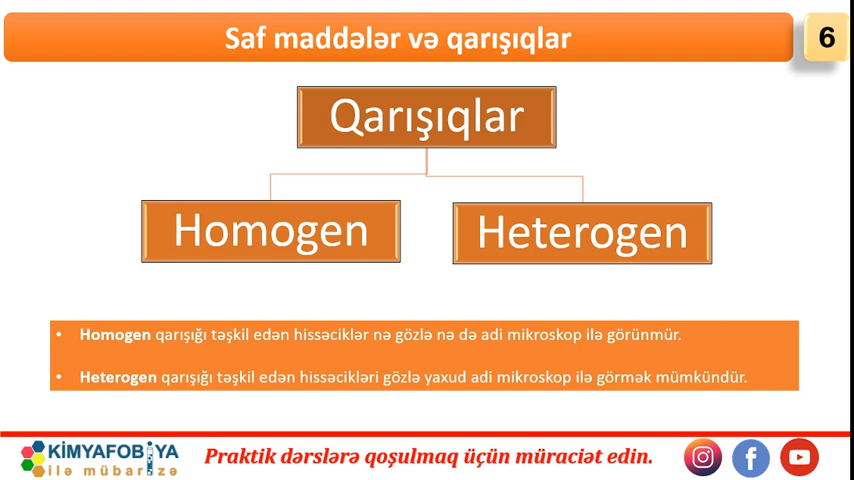 Saf maddələr və qarışıqlar
6
Qarışıqlar
Homogen
Heterogen
• Homogen qarışığı təşkil edən hissəciklər nə gözlə nə də adi mikroskop ilə görünmür.
• Heterogen qarışığı təşkil edən hissəcikləri gözlə yaxud adi mikroskop ilə görmək mümkündür.
KİMYAFOBİYA
ilə mübarizə
Praktik dərslərə qoşulmaq üçün müraciət edin.